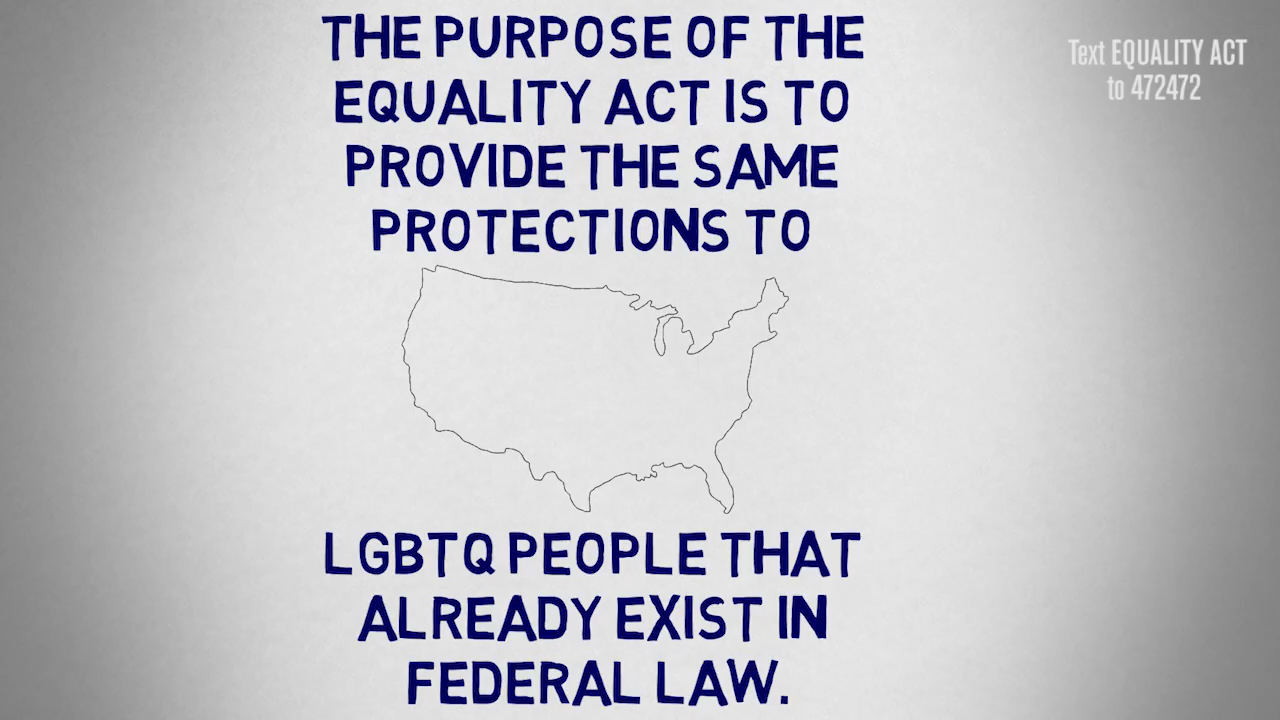 THE PURPOSE OF THE
EQUALITY ACT IS TO
PROVIDE THE SAME
PROTECTIONS TO
LGBTQ PEOPLE THAT
ALREADY EXIST IN
FEDERAL LAW.
Text EQUALITY ACT
to 472472